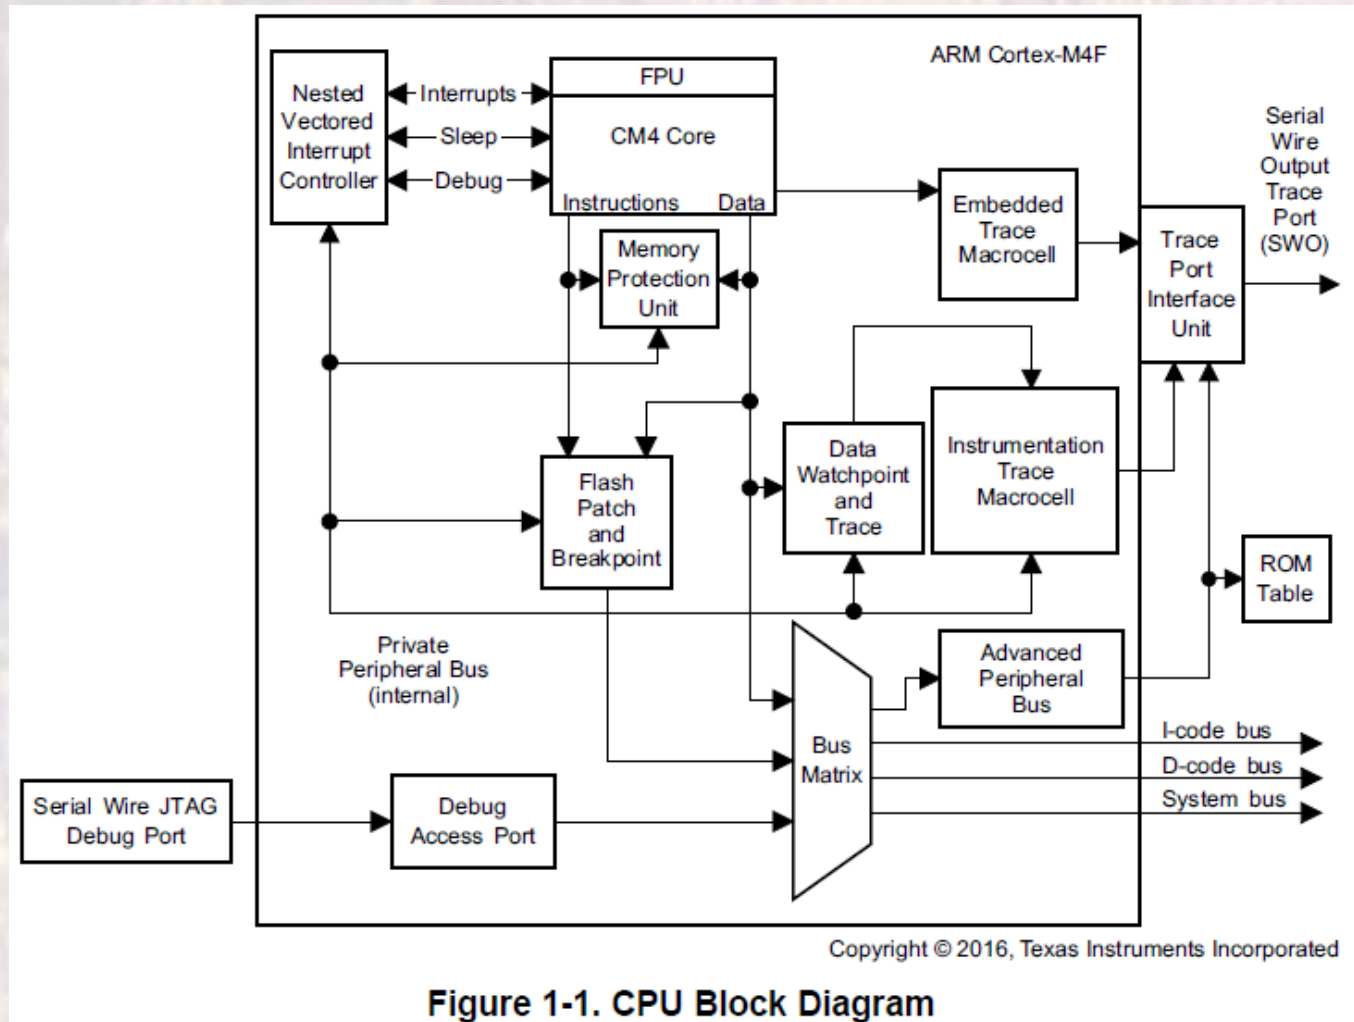 ARM Cortex-M4F
Nested
Vectored
Interrupt
Controller
Interrupts
Sleep
Debug
FPU
CM4 Core
Instructions Data
Serial
Wire
Output
Trace
Port
(SWO)
Embedded
Trace
Macrocell
Trace
Port
Interface
Unit
Memory
Protection
Unit
Flash
Patch
and
Breakpoint
Data
Watchpoint
and
Trace
Instrumentation
Trace
Macrocell
ROM
Table
Private
Peripheral Bus
(internal)
Advanced
Peripheral
Bus
Bus
Matrix
I-code bus
D-code bus
System bus
Serial Wire JTAG
Debug Port
Debug
Access Port
Copyright © 2016, Texas Instruments Incorporated
Figure 1-1. CPU Block Diagram